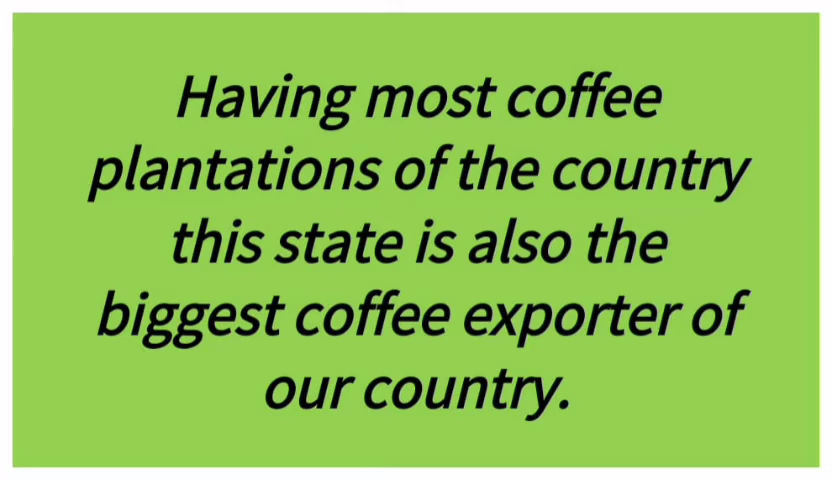 Having most coffee
plantations of the country
this state is also the
biggest coffee exporter of
our country.